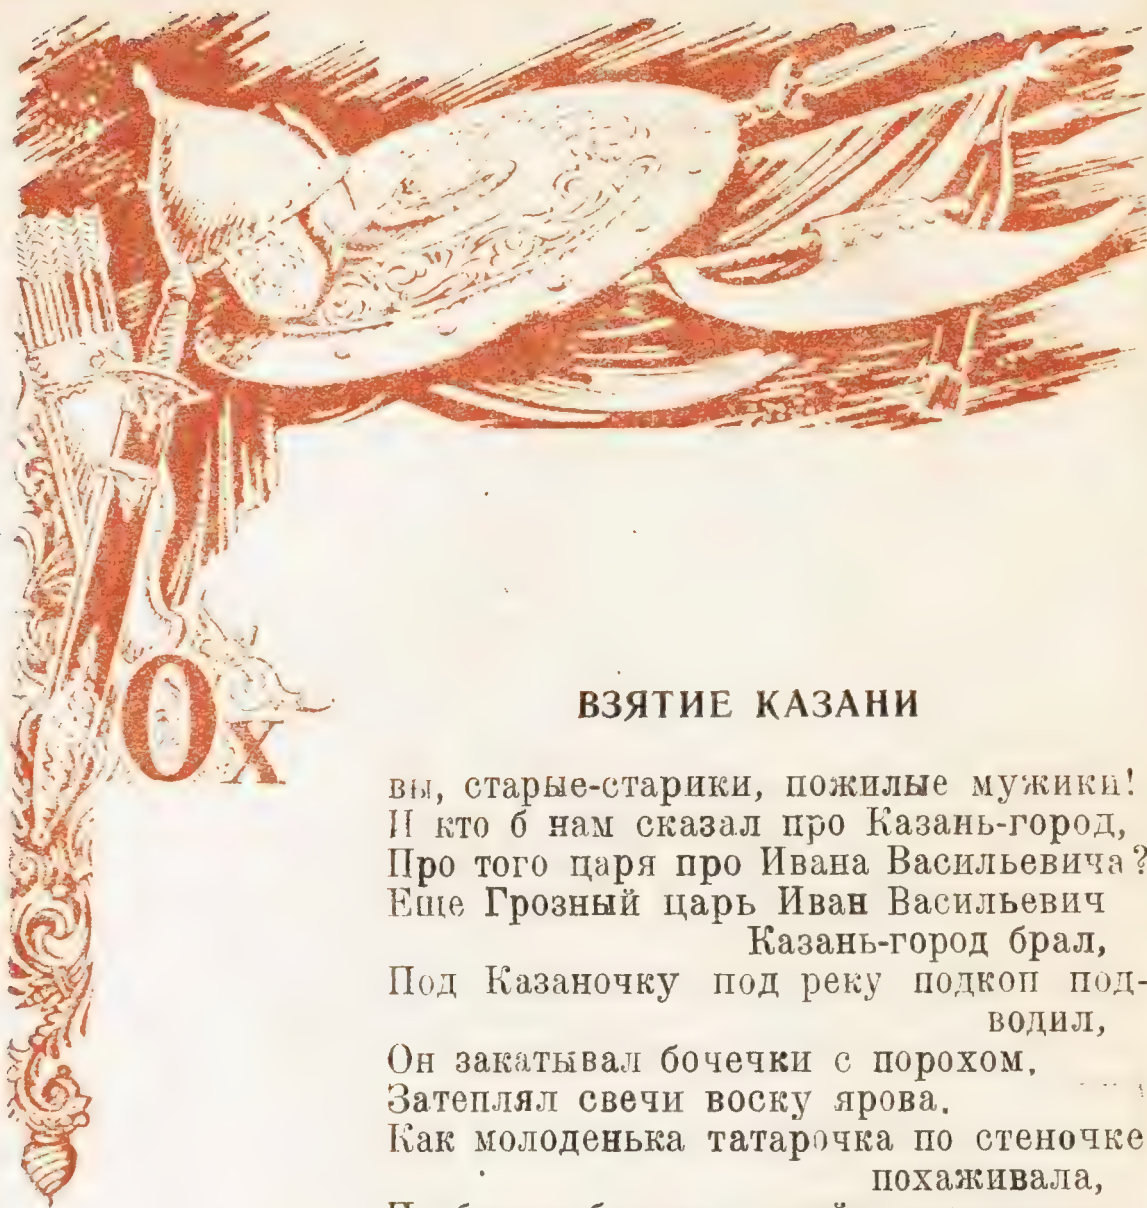 ВЗЯТИЕ КАЗАНИ
Ох
вы, старые-старики, пожилые мужики!
И кто б нам сказал про Казань-город,
Про того царя про Ивана Васильевича?
Еще Грозный царь Иван Васильевич
Казань-город брал,
Под Казаночку под реку подкоп под-
водил,
Он закатывал бочечки с порохом,
Затеплял свечи воску ярова.
Как молоденька татарочка по стеночке
похаживала,